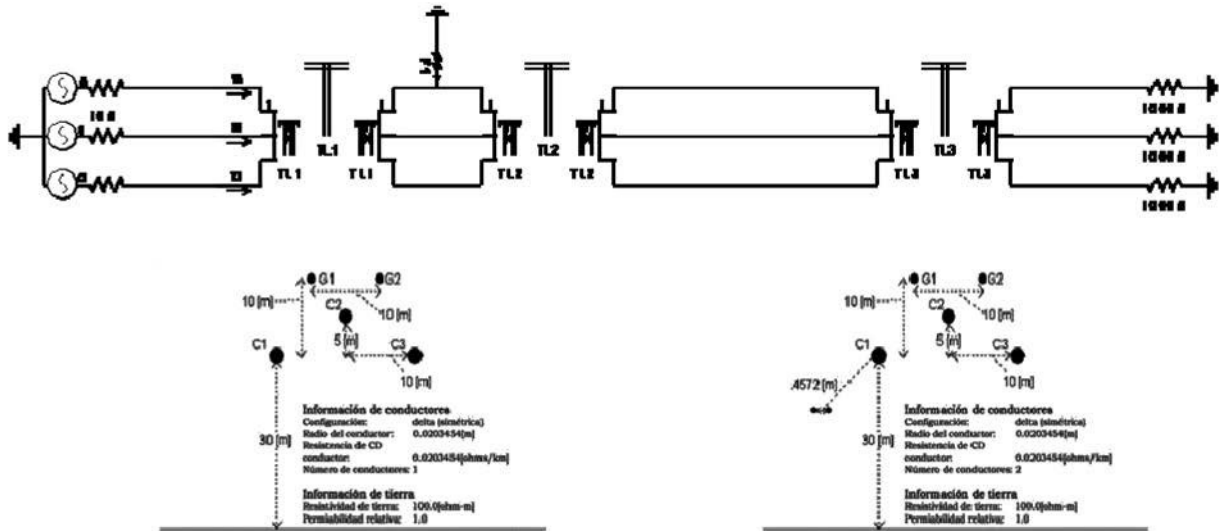 TL1
TL2
TL3
TL1
TL1
TL2
TL2
TL3
TL3
G1
G2
10 [m]
C2
10 [m]
C1
5 [m]
C3
10 [m]
30 [m]
Información de conductores
Configuración: delta (simétrica)
Radio del conductor: 0.0203454[m]
Resistencia de CD
conductor: 0.0203454[ohms/km]
Número de conductores: 1
Información de tierra
Resistividad de tierra: 100.0[ohm-m]
Permiabilidad relativa: 1.0
G1
G2
10 [m]
C2
10 [m]
C1
5 [m]
C3
10 [m]
.4572 [m]
30 [m]
Información de conductores
Configuración: delta (simétrica)
Radio del conductor: 0.0203454[m]
Resistencia de CD
conductor: 0.0203454[ohms/km]
Número de conductores: 2
Información de tierra
Resistividad de tierra: 100.0[ohm-m]
Permiabilidad relativa: 1.0